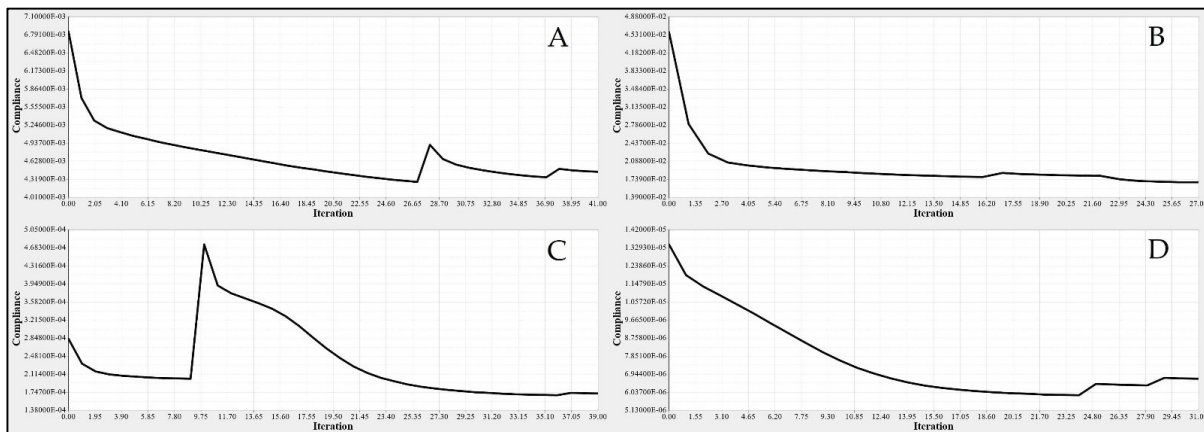 A
Compliance
7.10000E-03
6.79100E-03
6.48200E-03
6.17300E-03
5.86400E-03
5.55500E-03
5.24600E-03
4.93700E-03
4.62800E-03
4.31900E-03
4.01000E-03
0.00 2.05 4.10 6.15 8.20 10.25 12.30 14.35 16.40 18.45 20.50 22.55 24.60 26.65 28.70 30.75 32.80 34.85 36.90 38.95 41.00
Iteration
B
Compliance
4.88000E-02
4.53100E-02
4.18200E-02
3.83300E-02
3.48400E-02
3.13500E-02
2.78600E-02
2.43700E-02
2.08800E-02
1.73900E-02
1.39000E-02
0.00 1.35 2.70 4.05 5.40 6.75 8.10 9.45 10.80 12.15 13.50 14.85 16.20 17.55 18.90 20.25 21.60 22.95 24.30 25.65 27.00
Iteration
C
Compliance
5.05000E-04
4.68300E-04
4.31600E-04
3.94900E-04
3.58200E-04
3.21500E-04
2.84800E-04
2.48100E-04
2.11400E-04
1.74700E-04
1.38000E-04
0.00 1.95 3.90 5.85 7.80 9.75 11.70 13.65 15.60 17.55 19.50 21.45 23.40 25.35 27.30 29.25 31.20 33.15 35.10 37.05 39.00
Iteration
D
Compliance
1.42000E-05
1.32930E-05
1.23860E-05
1.14790E-05
1.05720E-05
9.66500E-06
8.75800E-06
7.85100E-06
6.94400E-06
6.03700E-06
5.13000E-06
0.00 1.55 3.10 4.65 6.20 7.75 9.30 10.85 12.40 13.95 15.50 17.05 18.60 20.15 21.70 23.25 24.80 26.35 27.90 29.45 31.00
Iteration